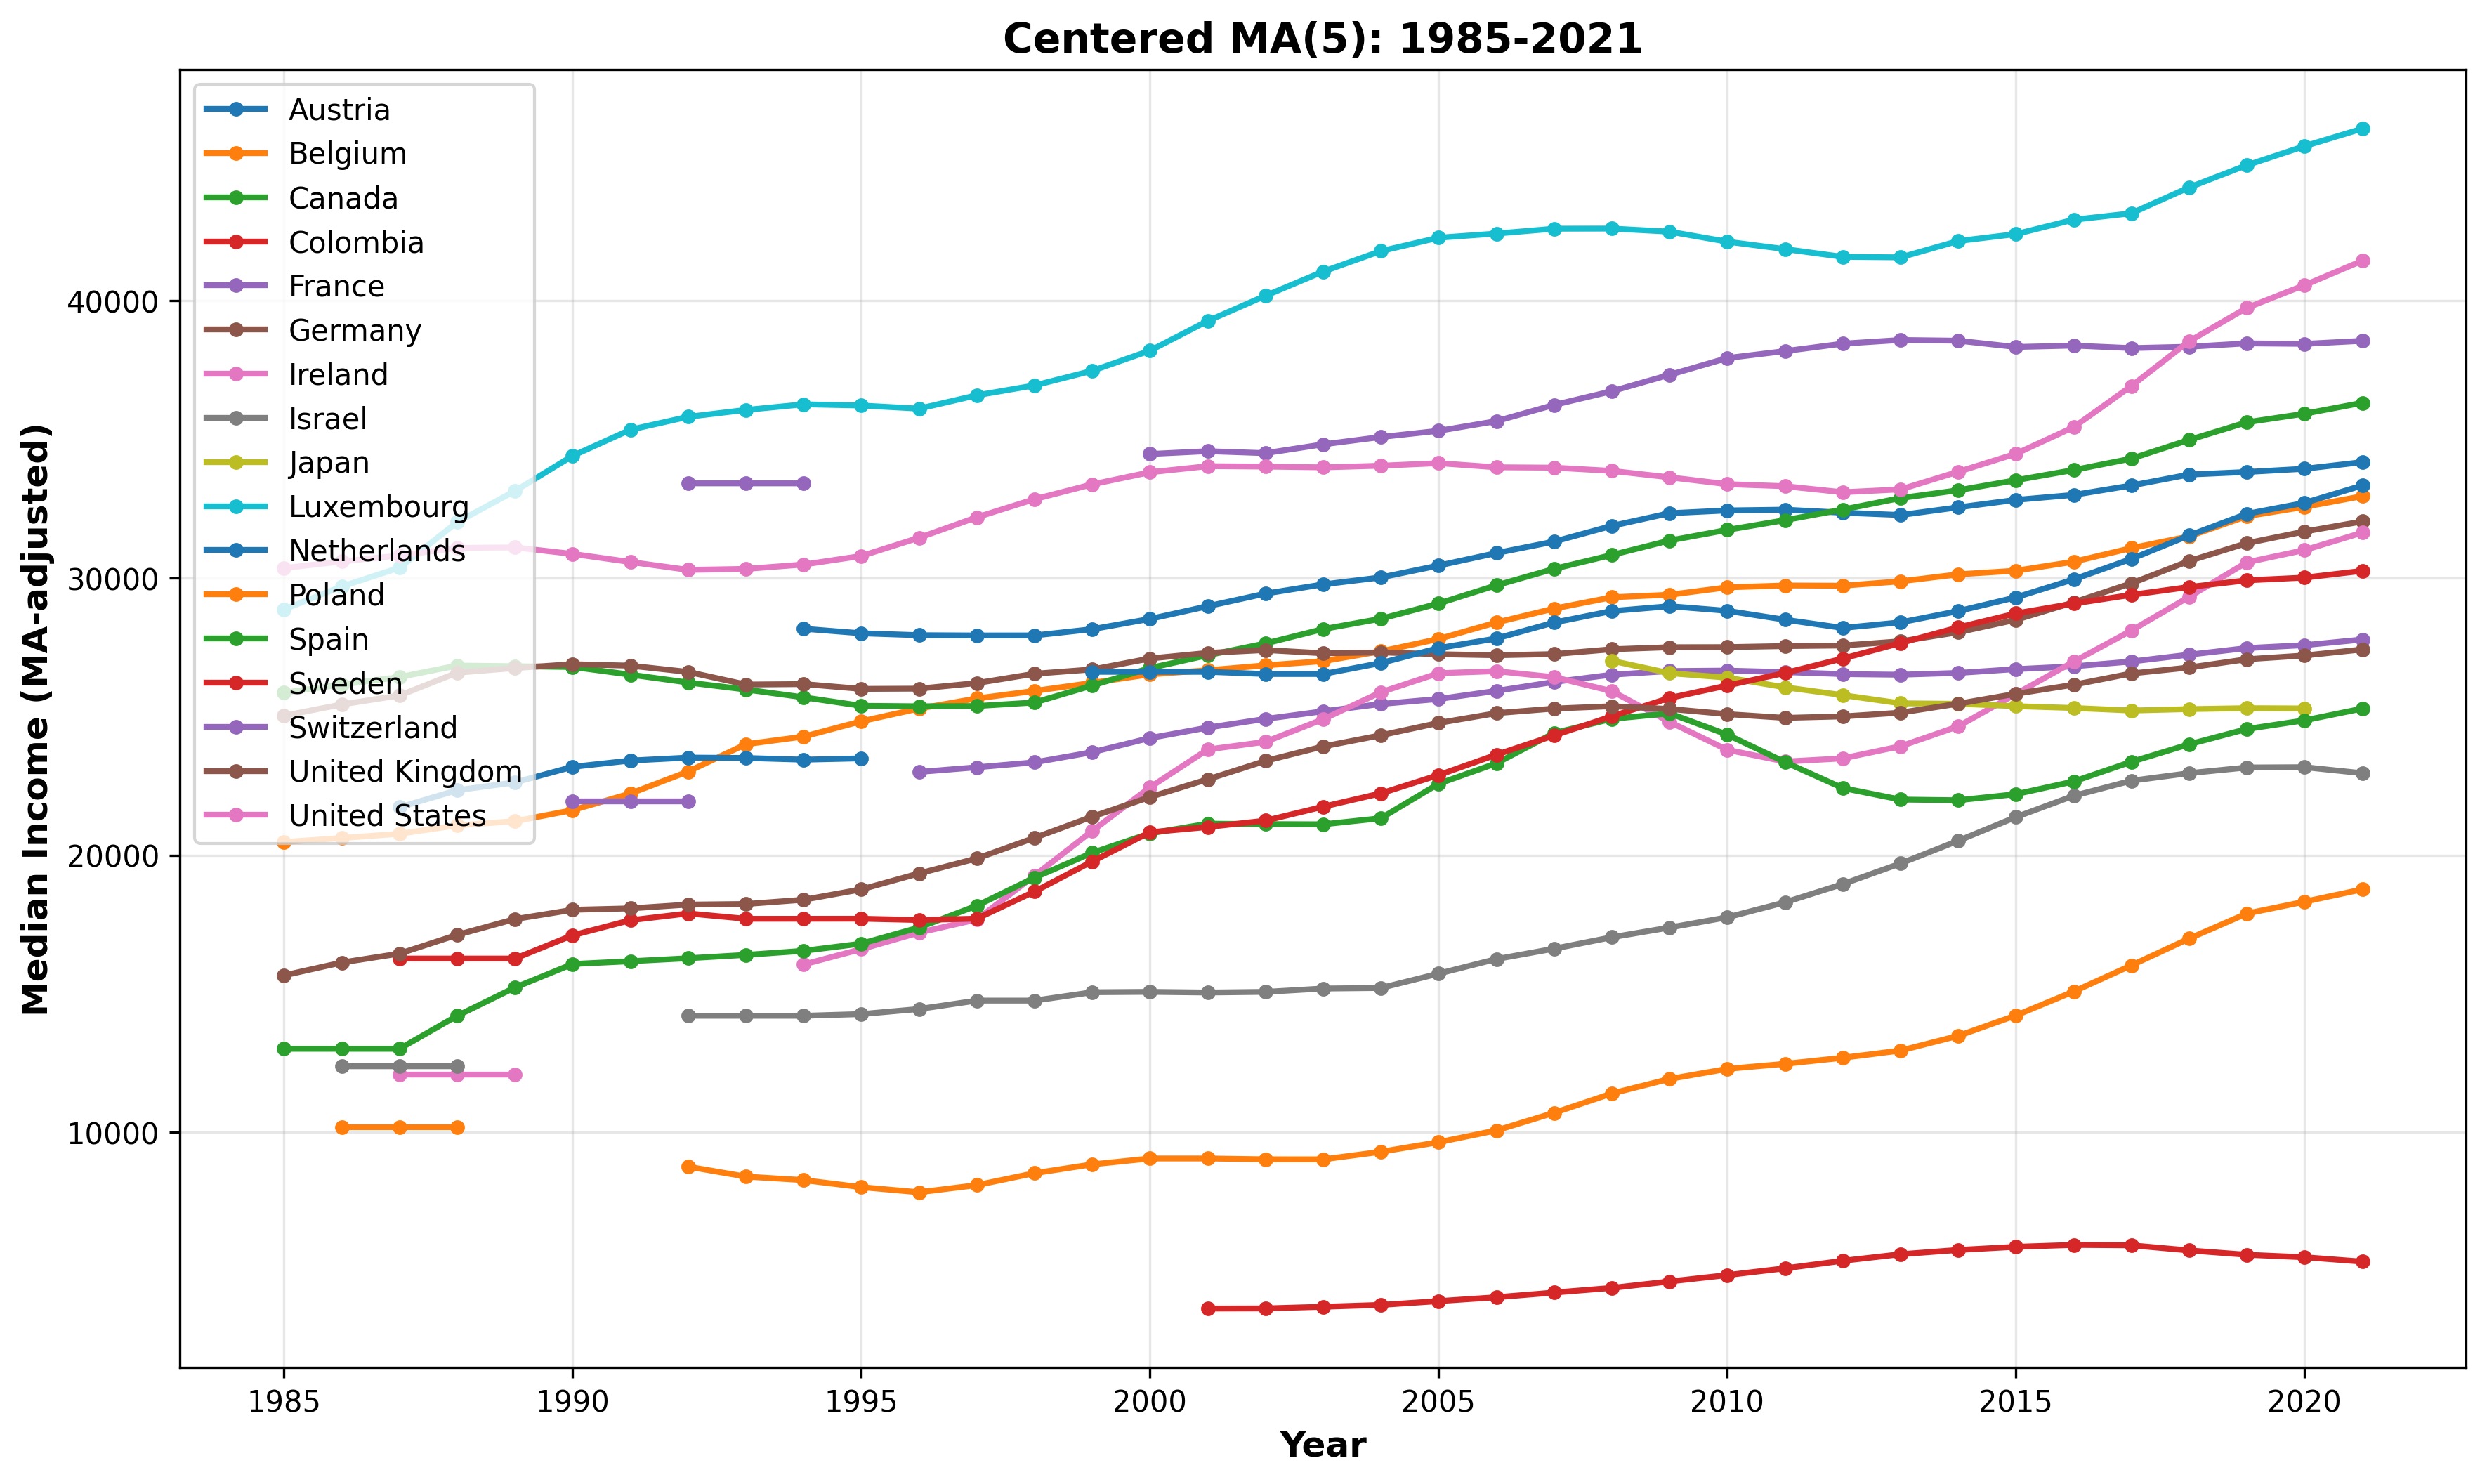 Centered MA(5): 1985-2021
Austria
Belgium
Canada
Colombia
France
Germany
Ireland
Israel
Japan
Luxembourg
Netherlands
Poland
Spain
Sweden
Switzerland
United Kingdom
United States
Median Income (MA-adjusted)
40000
30000
20000
10000
1985 1990 1995 2000 2005 2010 2015 2020
Year